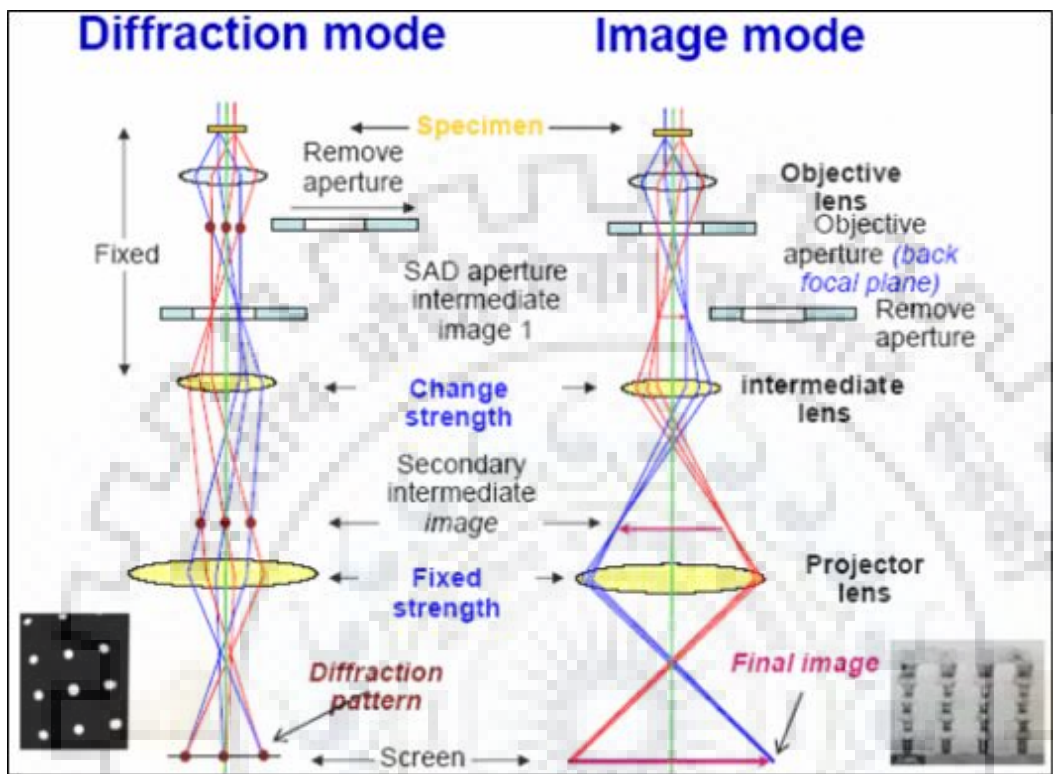 Diffraction mode
Image mode
Specimen
Remove
aperture
Objective
lens
Objective
aperture (back
focal plane)
Fixed
SAD aperture
intermediate
image 1
Remove
aperture
Change
strength
intermediate
lens
Secondary
intermediate
image
Fixed
strength
Projector
lens
Diffraction
pattern
Final image
Screen